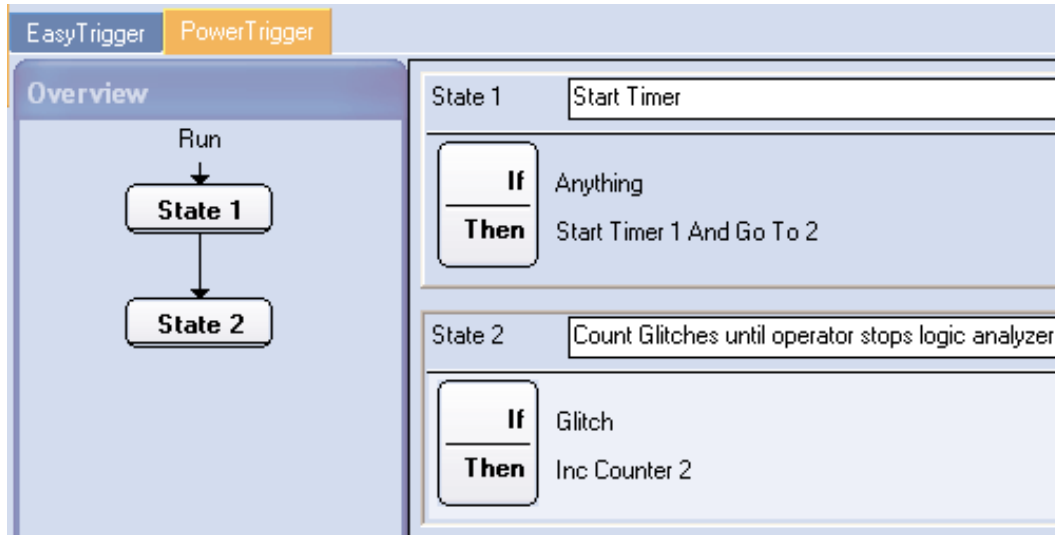 EasyTrigger PowerTrigger
Overview
Run
State 1
State 2
State 1 Start Timer
If Anything
Then Start Timer 1 And Go To 2
State 2 Count Glitches until operator stops logic analyzer
If Glitch
Then Inc Counter 2